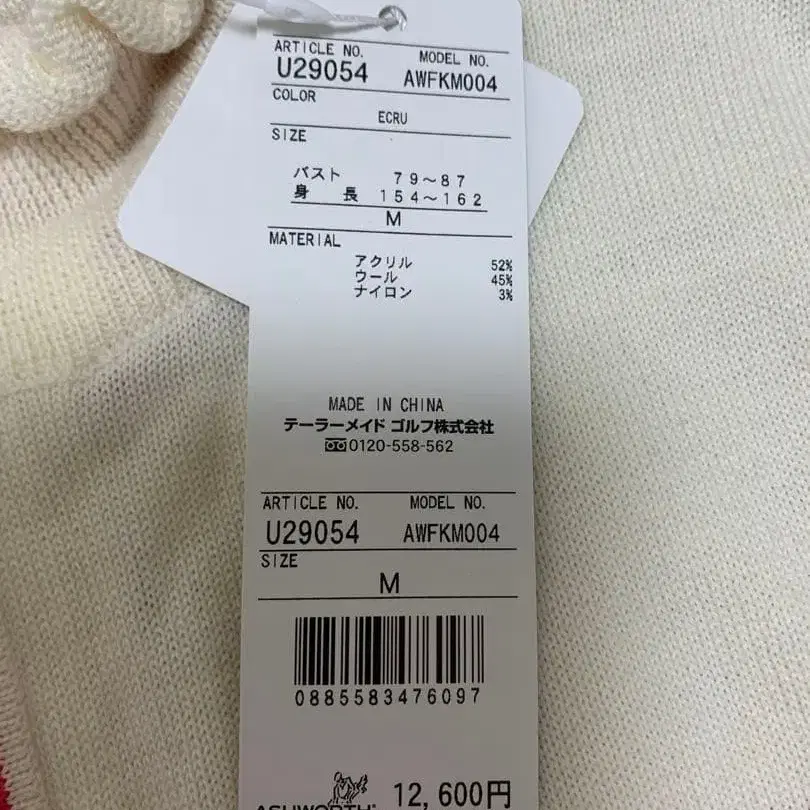 ARTICLE NO. MODEL NO.
U29054 AWFKM004
COLOR
ECRU
SIZE
バスト 79~87
身 長 154~162
M
MATERIAL
アクリル 52%
ウール 45%
ナイロン 3%
MADE IN CHINA
テーラーメイド ゴルフ株式会社
0120-558-562
ARTICLE NO. MODEL NO.
U29054 AWFKM004
SIZE
M
0885583476097
ASHWORTH 12,600円